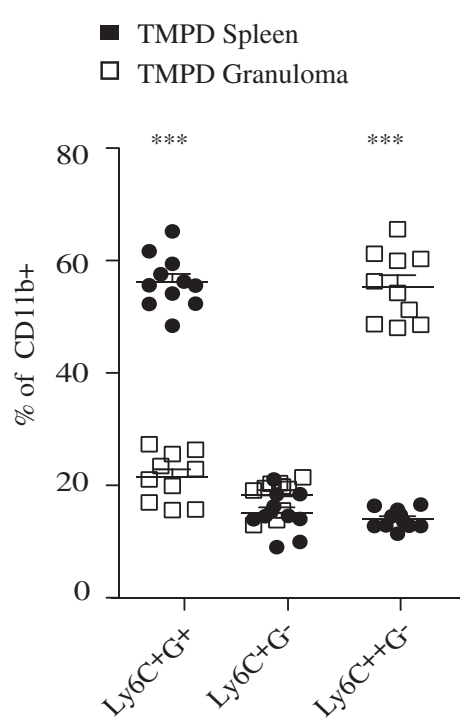 TMPD Spleen
TMPD Granuloma
*** ***
80
60
40
20
0
% of CD11b+
Ly6C+G+
Ly6C+G-
Ly6C++G-